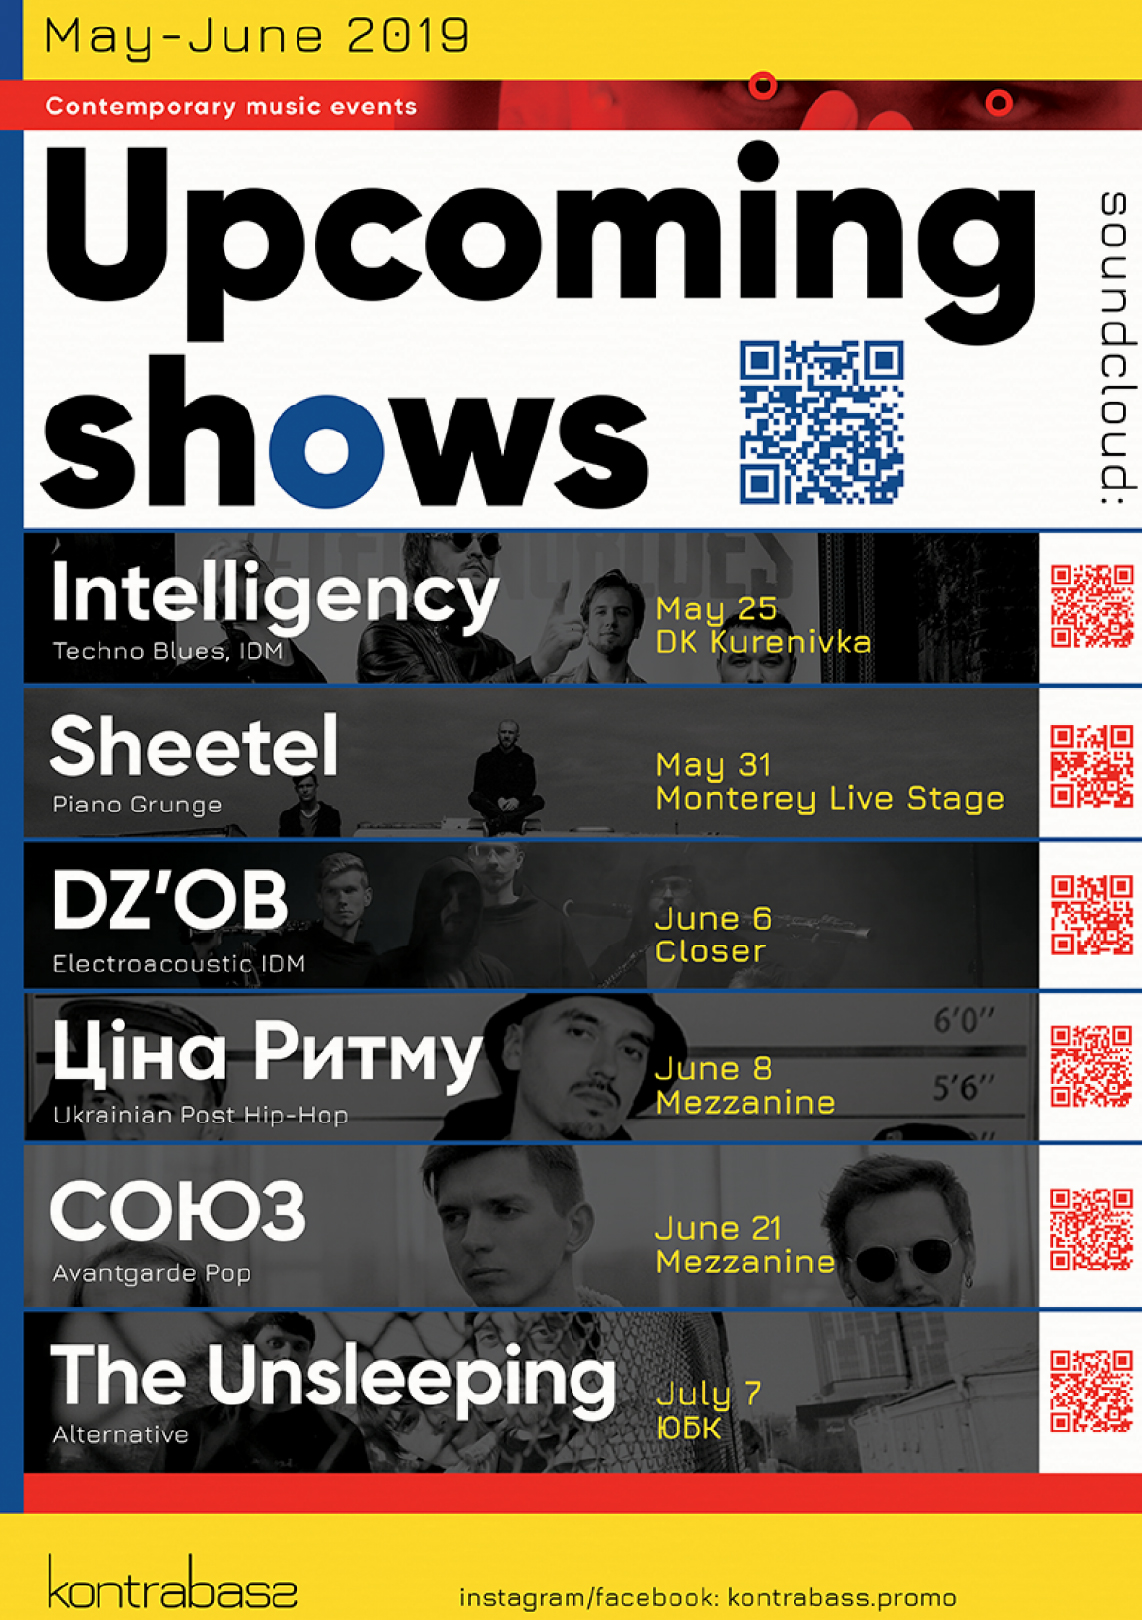 May-June 2019
Contemporary music events
Upcoming
shows
soundcloud:
Intelligency
Techno Blues, IDM
May 25
DK Kurenivka
Sheetel
Piano Grunge
May 31
Monterey Live Stage
DZ'OB
Electroacoustic IDM
June 6
Closer
Ціна Ритму
Ukrainian Post Hip-Hop
June 8
Mezzanine
6'0"
5'6"
СОЮЗ
Avantgarde Pop
June 21
Mezzanine
The Unsleeping
Alternative
July 7
ЮБК
kontrabass
instagram/facebook: kontrabass.promo